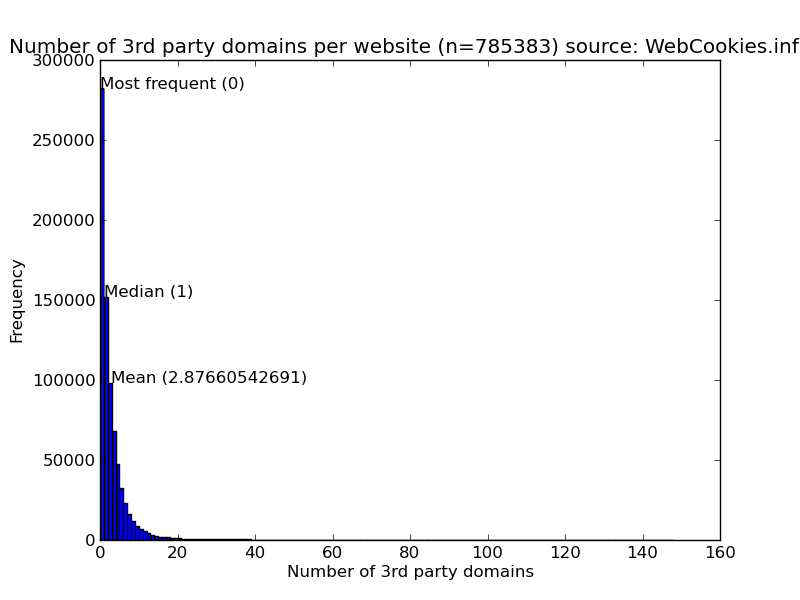 Number of 3rd party domains per website (n=785383) source: WebCookies.inf
300000
250000
200000
150000
100000
50000
0
Frequency
Most frequent (0)
Median (1)
Mean (2.87660542691)
0 20 40 60 80 100 120 140 160
Number of 3rd party domains